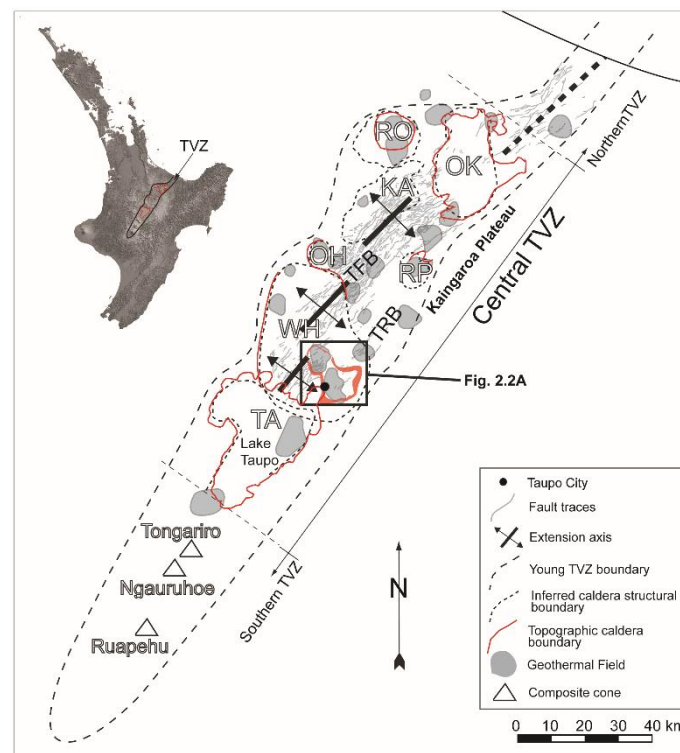 TVZ
RO
OK
KA
OH
TFB
RP
WH
TRB
Kaingaroa Plateau
Central TVZ
Northern TVZ
Fig. 2.2A
TA
Lake
Taupo
Tongariro
Ngauruhoe
Ruapehu
Southern TVZ
N
Taupo City
Fault traces
Extension axis
Young TVZ boundary
Inferred caldera structural
boundary
Topographic caldera
boundary
Geothermal Field
Composite cone
0 10 20 30 40 km